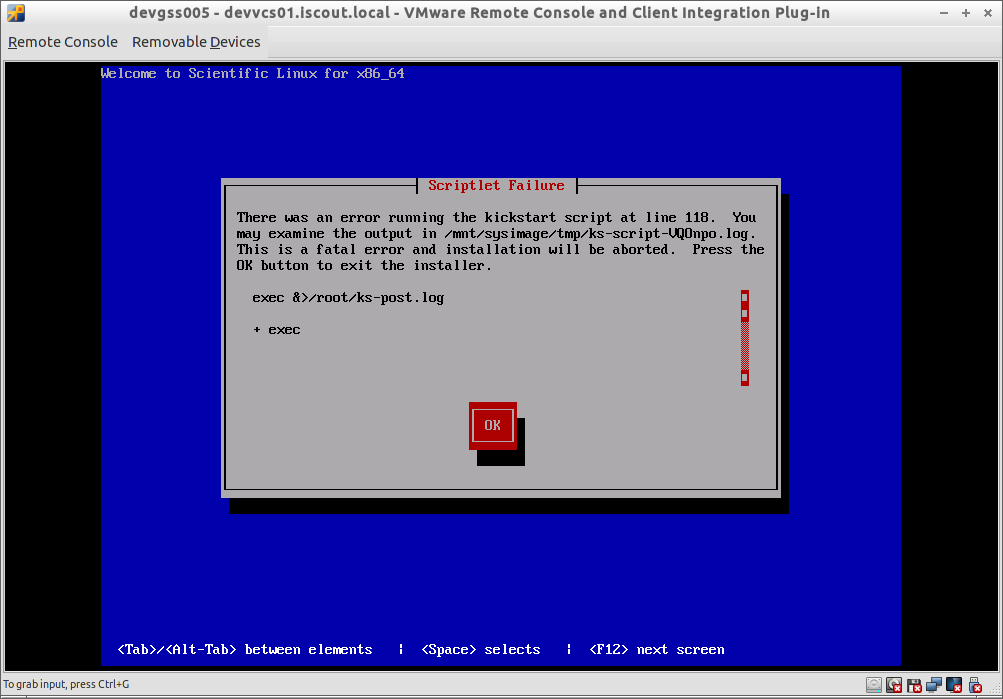 devgss005 - devvcs01.iscout.local - VMware Remote Console and Client Integration Plug-in
Remote Console Removable Devices
Welcome to Scientific Linux for x86_64
Scriptlet Failure
There was an error running the kickstart script at line 118. You
may examine the output in /mnt/sysimage/tmp/ks-script-VQOnpo.log.
This is a fatal error and installation will be aborted. Press the
OK button to exit the installer.
exec &>/root/ks-post.log
+ exec
OK
<Tab>/<Alt-Tab> between elements | <Space> selects | <F12> next screen
To grab input, press Ctrl+G